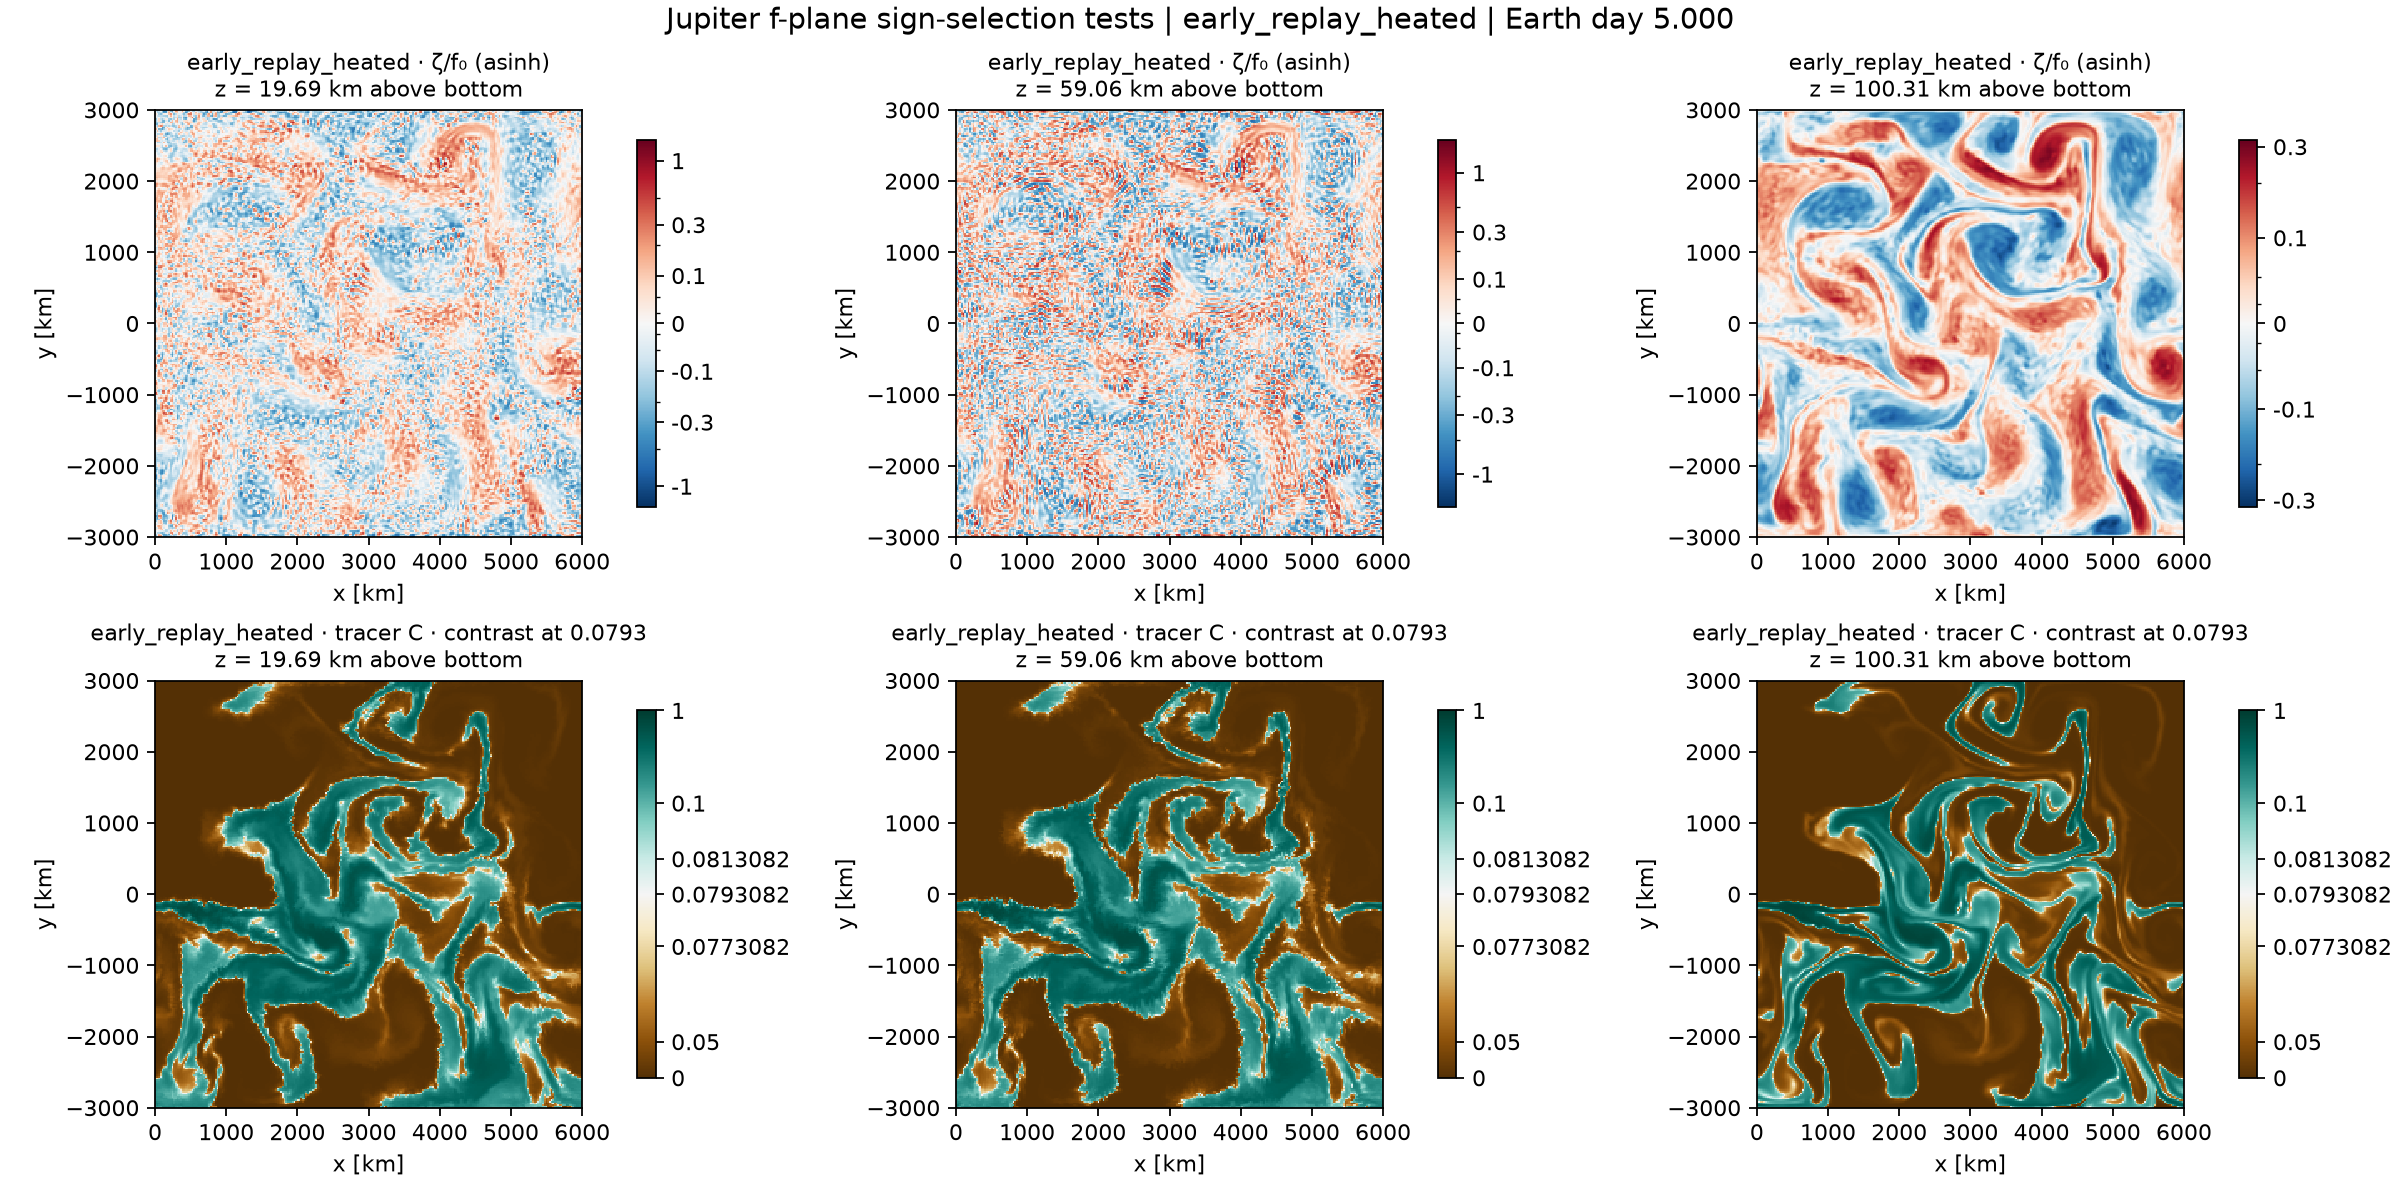 Jupiter f-plane sign-selection tests | early_replay_heated | Earth day 5.000
early_replay_heated · ζ/f₀ (asinh)
z = 19.69 km above bottom
3000
2000
1000
0
−1000
−2000
−3000
y [km]
0 1000 2000 3000 4000 5000 6000
x [km]
1
0.3
0.1
0
-0.1
-0.3
-1
early_replay_heated · ζ/f₀ (asinh)
z = 59.06 km above bottom
3000
2000
1000
0
−1000
−2000
−3000
y [km]
0 1000 2000 3000 4000 5000 6000
x [km]
1
0.3
0.1
0
-0.1
-0.3
-1
early_replay_heated · ζ/f₀ (asinh)
z = 100.31 km above bottom
3000
2000
1000
0
−1000
−2000
−3000
y [km]
0 1000 2000 3000 4000 5000 6000
x [km]
0.3
0.1
0
-0.1
-0.3
early_replay_heated · tracer C · contrast at 0.0793
z = 19.69 km above bottom
3000
2000
1000
0
−1000
−2000
−3000
y [km]
0 1000 2000 3000 4000 5000 6000
x [km]
1
0.1
0.0813082
0.0793082
0.0773082
0.05
0
early_replay_heated · tracer C · contrast at 0.0793
z = 59.06 km above bottom
3000
2000
1000
0
−1000
−2000
−3000
y [km]
0 1000 2000 3000 4000 5000 6000
x [km]
1
0.1
0.0813082
0.0793082
0.0773082
0.05
0
early_replay_heated · tracer C · contrast at 0.0793
z = 100.31 km above bottom
3000
2000
1000
0
−1000
−2000
−3000
y [km]
0 1000 2000 3000 4000 5000 6000
x [km]
1
0.1
0.0813082
0.0793082
0.0773082
0.05
0